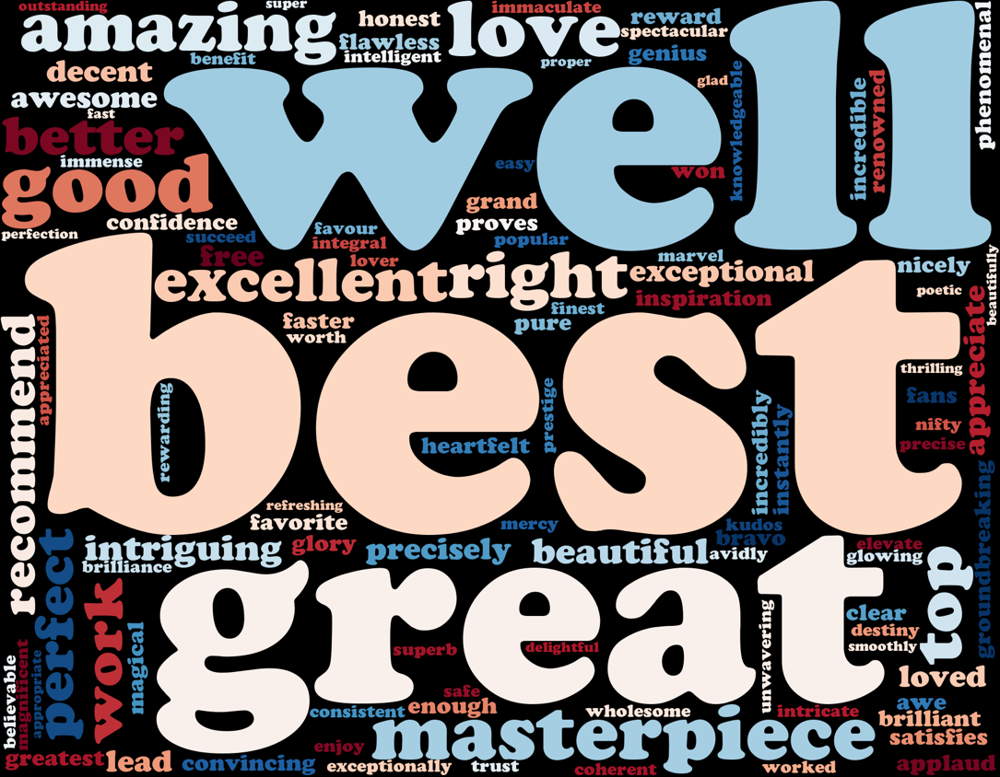 outstanding
super
amazing
honest
love
immaculate
reward
spectacular
phenomenal
flawless
intelligent
genius
benefit
proper
decent
awesome
fast
glad
knowledgeable
well
incredible
renowned
better
immense
good
easy
won
grand
confidence
proves
favour
perfection
succeed
integral
popular
free
lover
marvel
nicely
beautifully
excellent
right
exceptional
poetic
inspiration
finest
faster
pure
worth
recommend
appreciated
best
appreciate
thrilling
fans
rewarding
prestige
heartfelt
incredibly
instantly
nifty
precise
groundbreaking
refreshing
favorite
mercy
kudos
bravo
perfect
intriguing
glory
precisely
beautiful
avidly
elevate
glowing
brilliance
top
work
magical
great
unwavering
clear
destiny
smoothly
superb
delightful
believable
magnificent
appropriate
loved
safe
consistent
enough
wholesome
intricate
awe
brilliant
masterpiece
satisfies
enjoy
greatest
lead
convincing
exceptionally
trust
coherent
worked
applaud